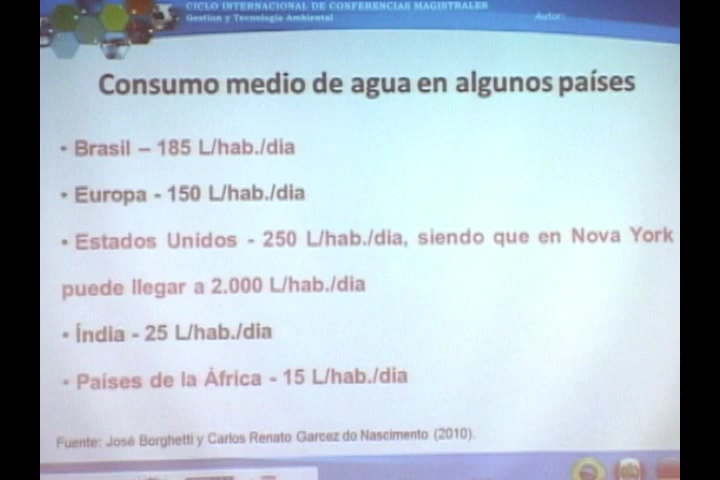 CICLO INTERNACIONAL DE CONFERENCIAS MAGISTRALES
Gestion y Tecnologia Ambiental
Autor:
Consumo medio de agua en algunos países
• Brasil – 185 L/hab./dia
• Europa - 150 L/hab./dia
• Estados Unidos - 250 L/hab./dia, siendo que en Nova York
puede llegar a 2.000 L/hab./dia
• Índia - 25 L/hab./dia
• Países de la África - 15 L/hab./dia
Fuente: José Borghetti y Carlos Renato Garcez do Nascimento (2010)